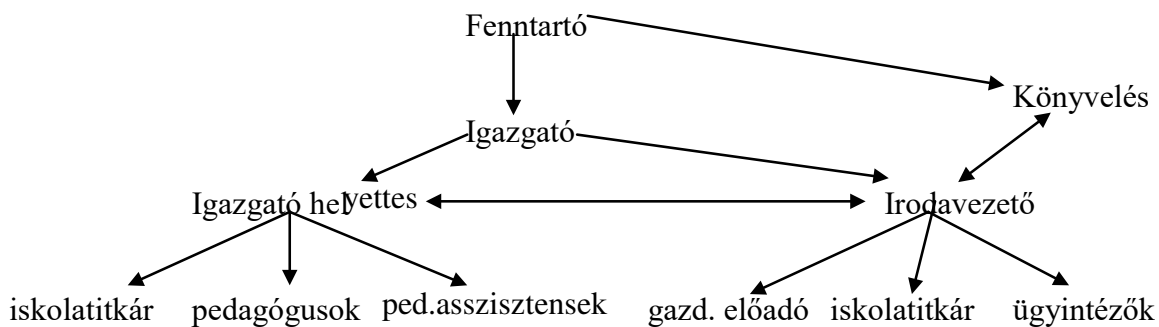 Fenntartó
Könyvelés
Igazgató
Igazgató helyettes
Irodavezető
iskolatitkár
pedagógusok
ped.asszisztensek
gazd. előadó
iskolatitkár
ügyintézők